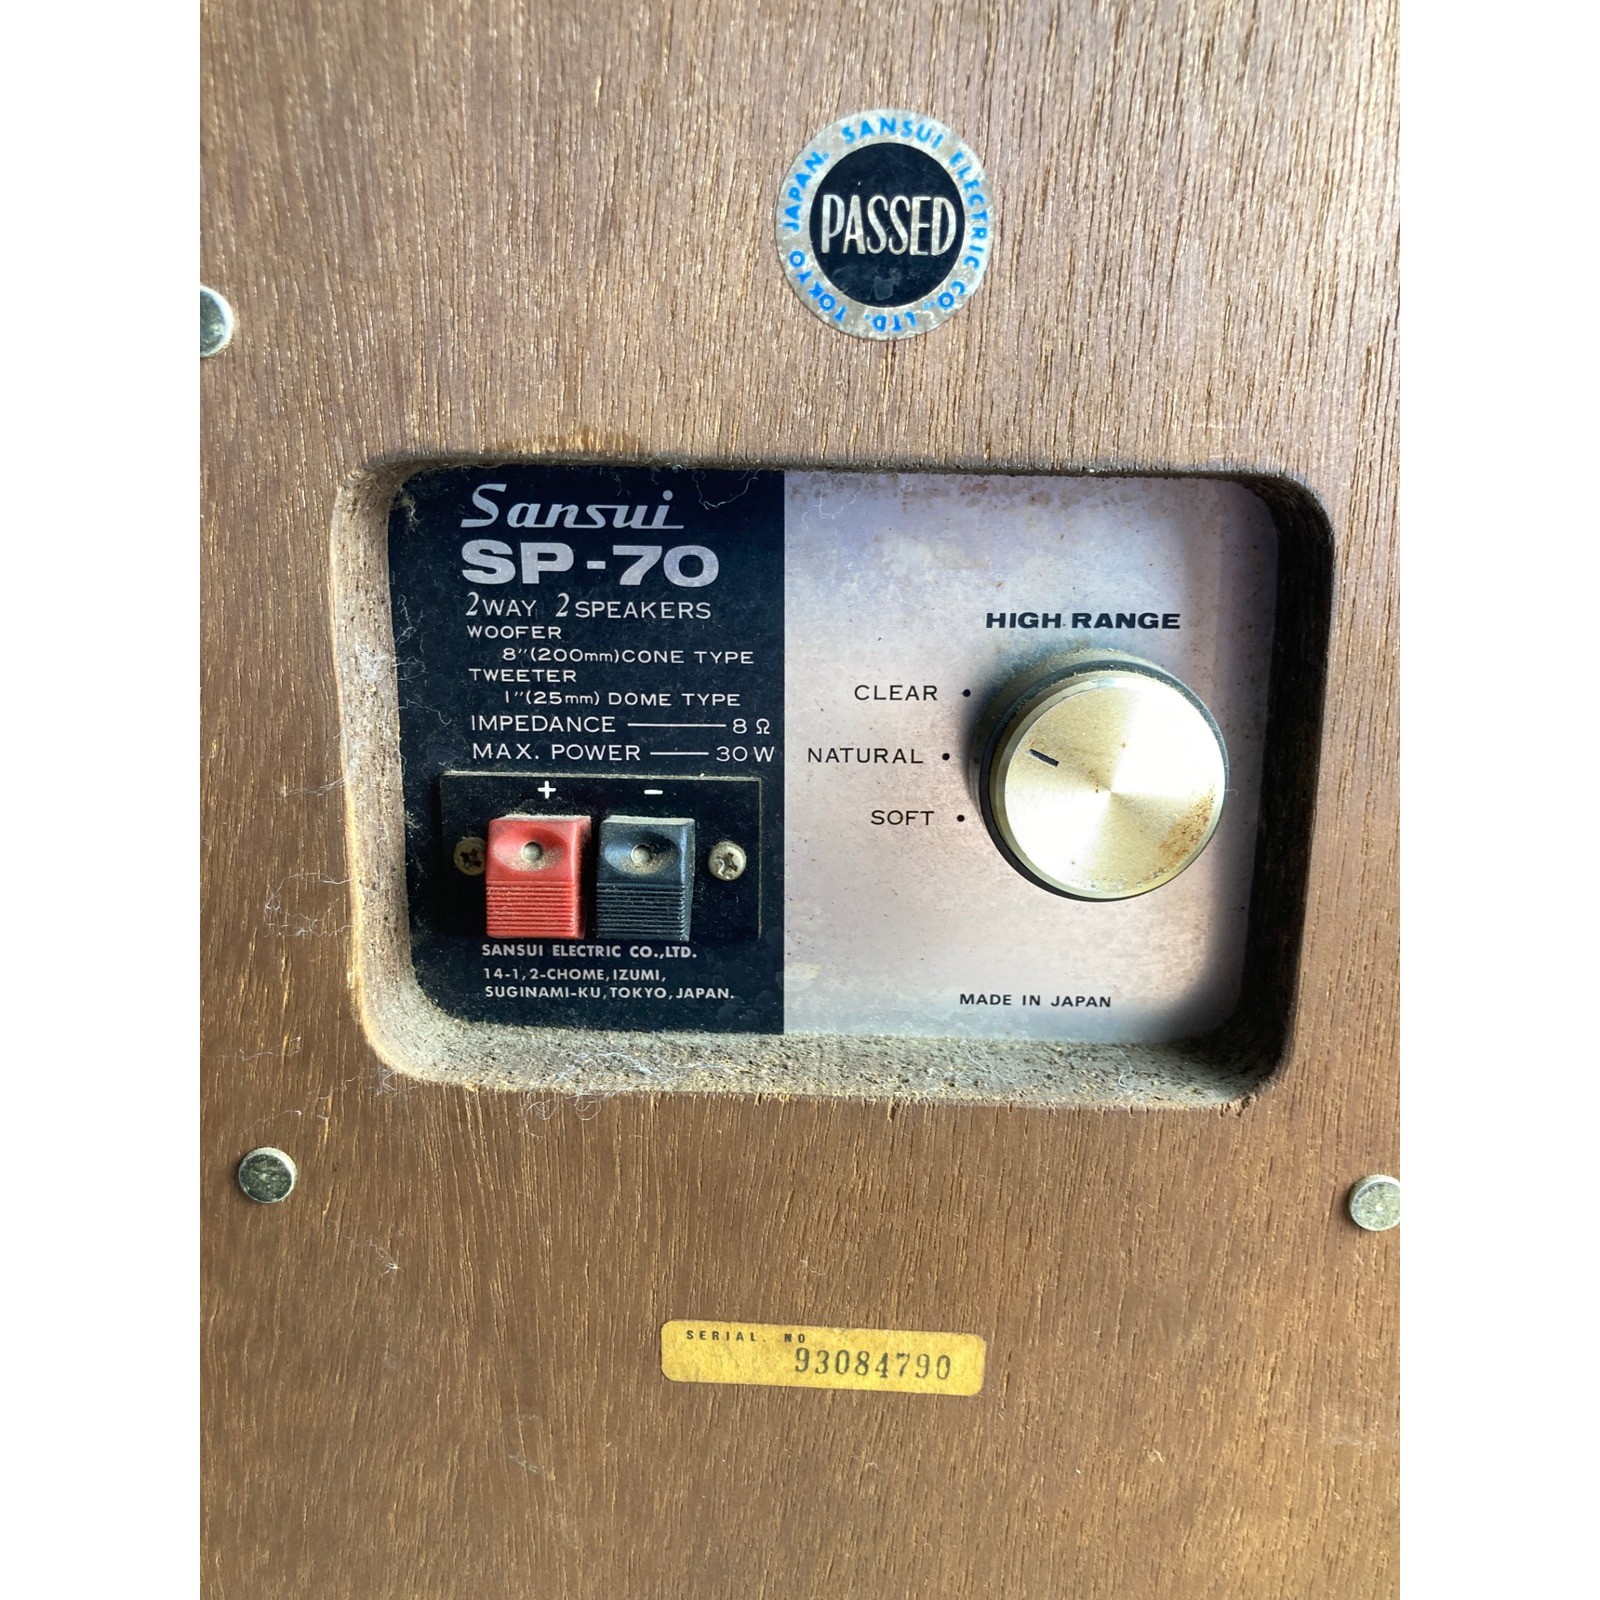 SANSUI ELECTRIC CO., LTD. TOKYO JAPAN.
PASSED
Sansui
SP-70
2WAY 2SPEAKERS
WOOFER
8"(200mm)CONE TYPE
TWEETER
1"(25mm) DOME TYPE
IMPEDANCE 8Ω
MAX. POWER 30W
+ −
SANSUI ELECTRIC CO.,LTD.
14-1, 2-CHOME, IZUMI,
SUGINAMI-KU, TOKYO, JAPAN.
HIGH RANGE
CLEAR
NATURAL
SOFT
MADE IN JAPAN
SERIAL. NO
93084790